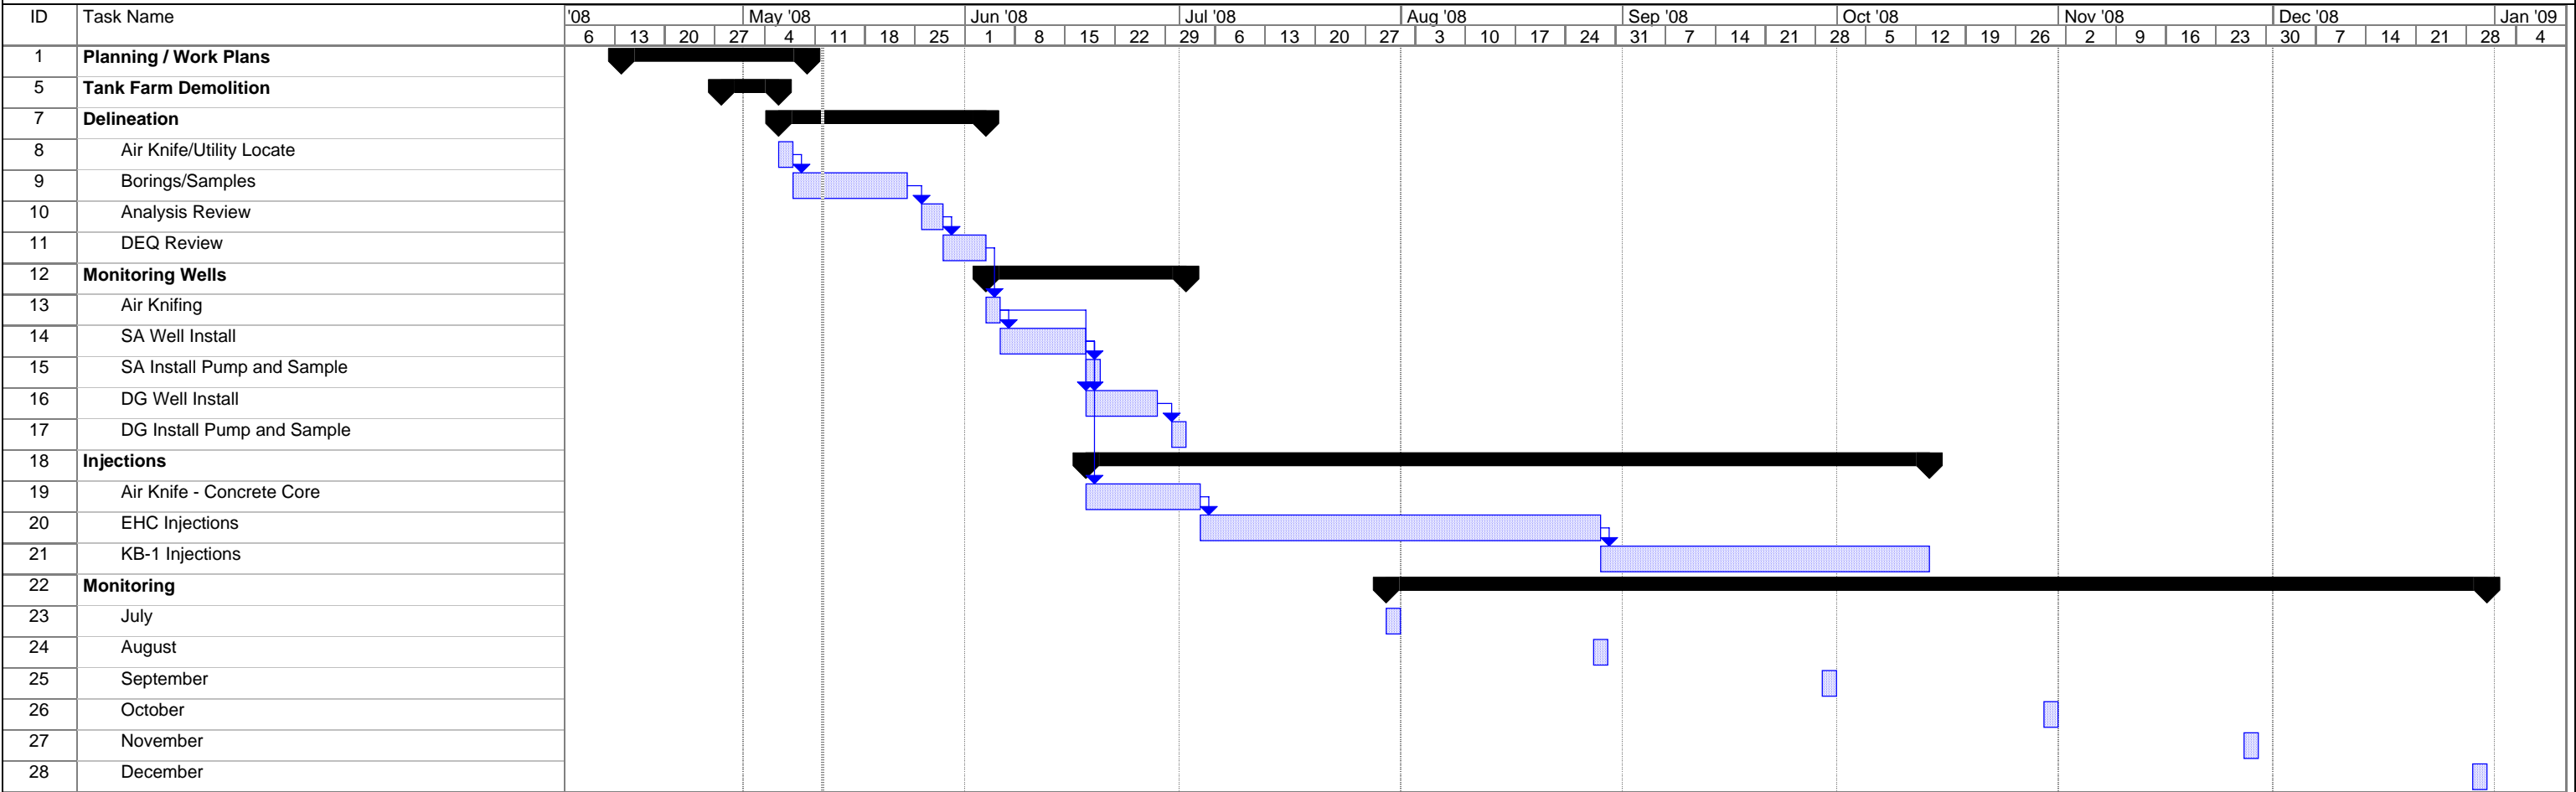 ID Task Name '08 May '08 Jun '08 Jul '08 Aug '08 Sep '08 Oct '08 Nov '08 Dec '08 Jan '09
6 13 20 27 4 11 18 25 1 8 15 22 29 6 13 20 27 3 10 17 24 31 7 14 21 28 5 12 19 26 2 9 16 23 30 7 14 21 28 4
1 Planning / Work Plans
5 Tank Farm Demolition
7 Delineation
8 Air Knife/Utility Locate
9 Borings/Samples
10 Analysis Review
11 DEQ Review
12 Monitoring Wells
13 Air Knifing
14 SA Well Install
15 SA Install Pump and Sample
16 DG Well Install
17 DG Install Pump and Sample
18 Injections
19 Air Knife - Concrete Core
20 EHC Injections
21 KB-1 Injections
22 Monitoring
23 July
24 August
25 September
26 October
27 November
28 December